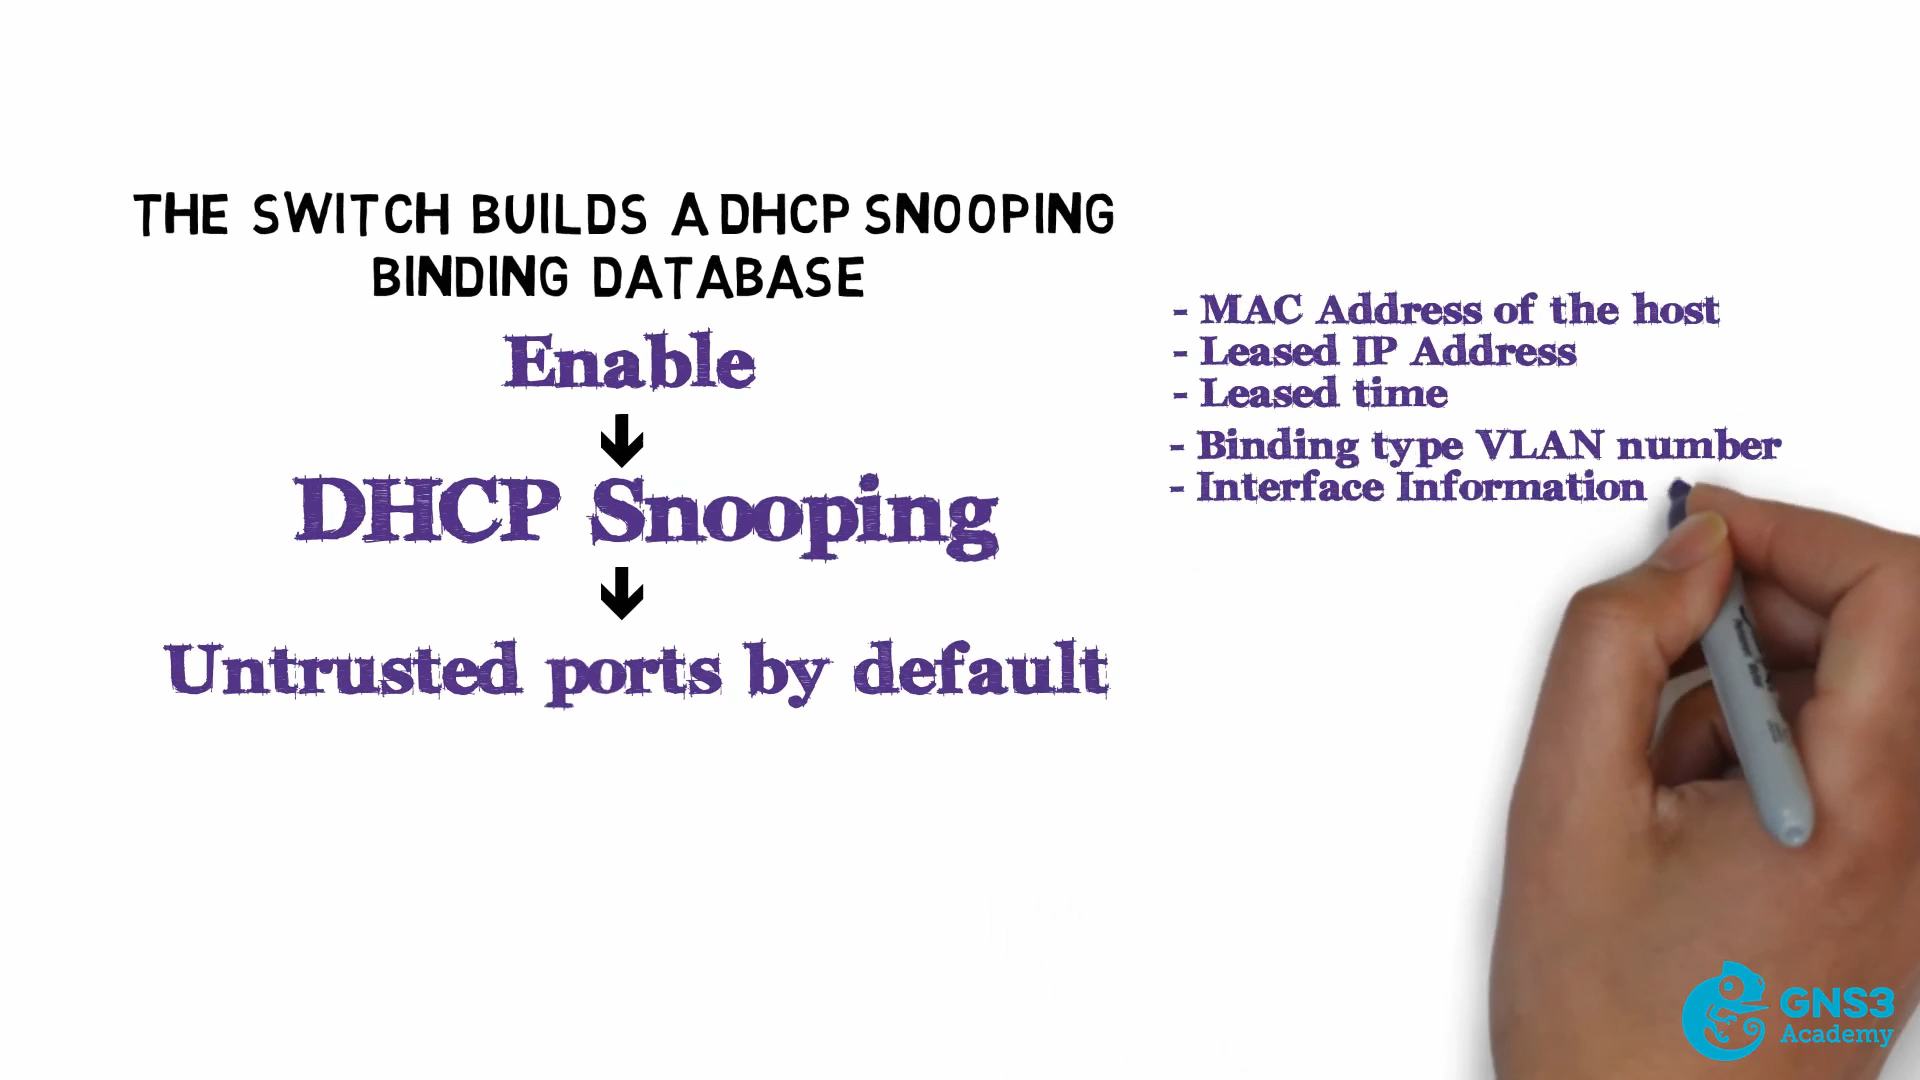 THE SWITCH BUILDS A DHCP SNOOPING
BINDING DATABASE
Enable
DHCP Snooping
Untrusted ports by default
- MAC Address of the host
- Leased IP Address
- Leased time
- Binding type VLAN number
- Interface Information
GNS3
Academy